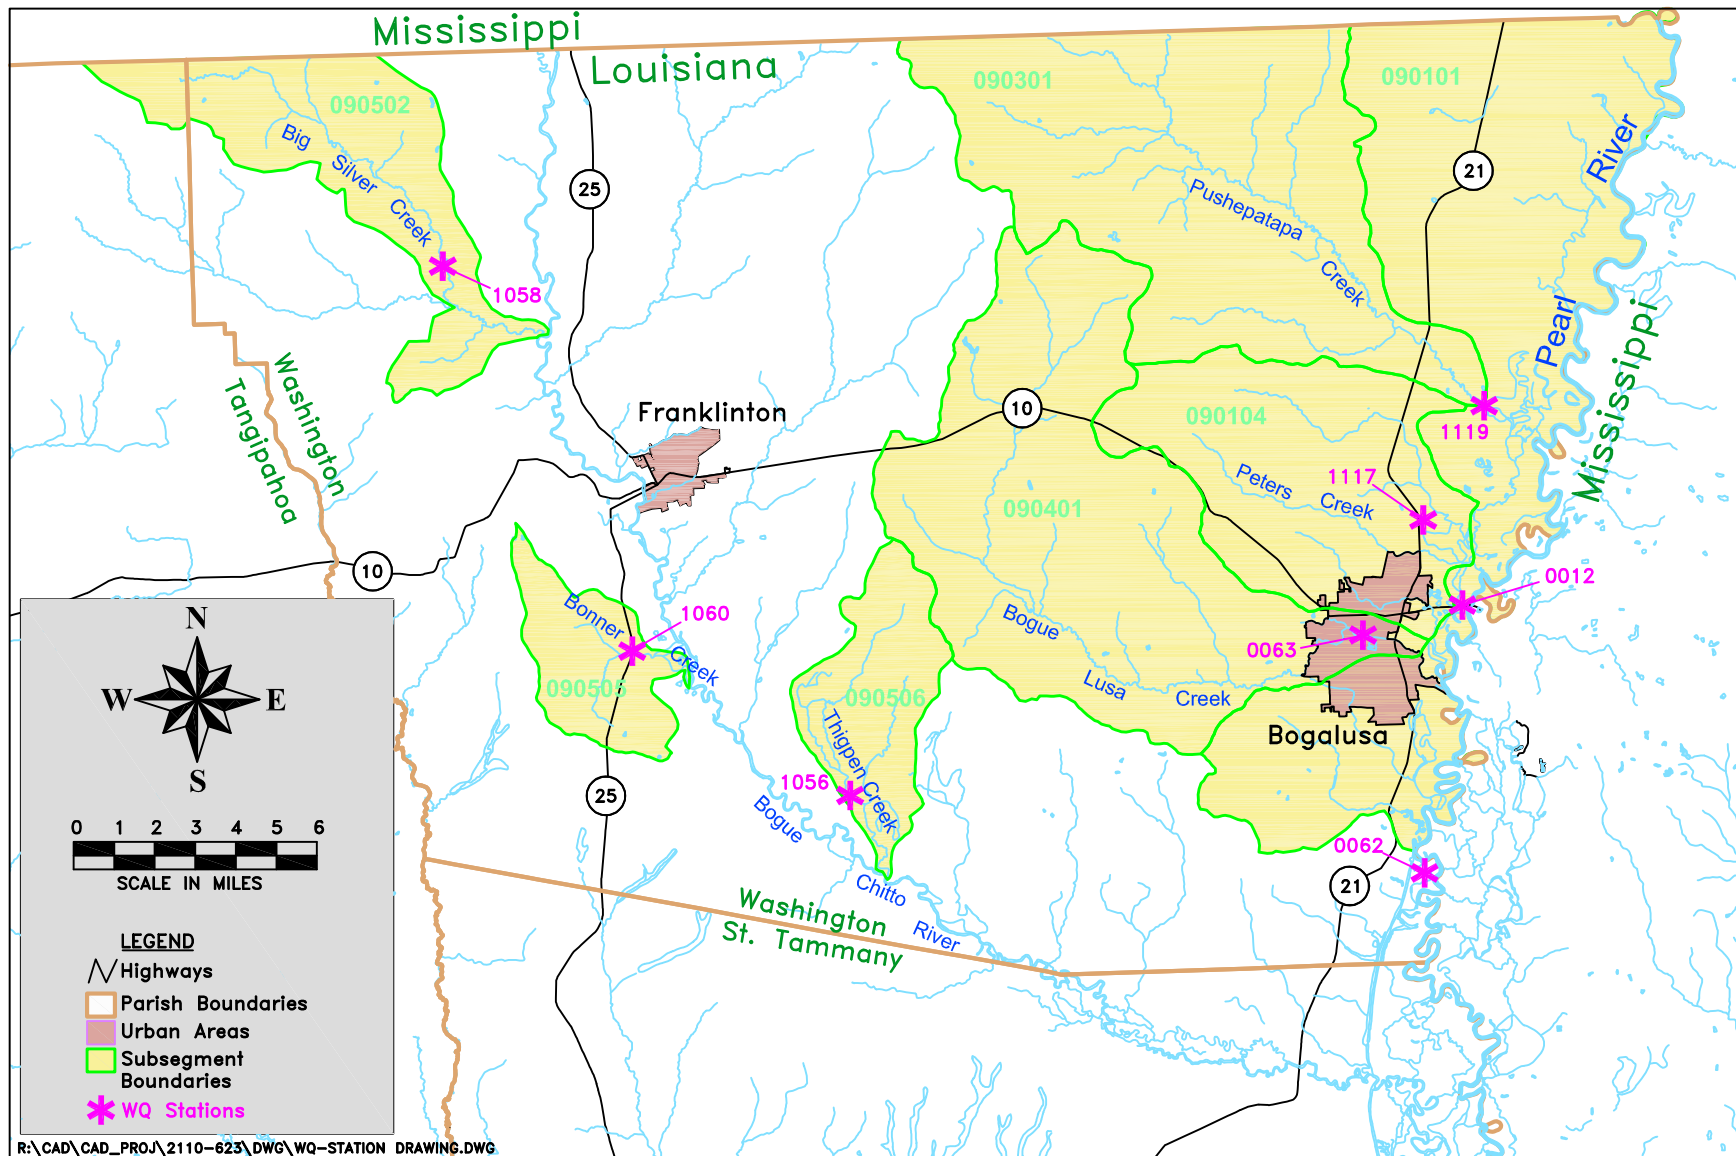 Mississippi
Louisiana
090502
090301
090101
Big Silver Creek
25
21
River
Pushepatapa Creek
1058
Pearl
Mississippi
Washington
Tangipahoa
Franklinton
10
090104
1119
1117
Peters Creek
090401
10
0012
Bonner Creek
1060
Bogue Lusa Creek
0063
090505
090506
Thigpen Creek
Bogalusa
1056
25
Bogue Chitto River
0062
21
Washington
St. Tammany
N
W E
S
0 1 2 3 4 5 6
SCALE IN MILES
LEGEND
Highways
Parish Boundaries
Urban Areas
Subsegment
Boundaries
WQ Stations
R:\CAD\CAD_PROJ\2110-623\DWG\WQ-STATION DRAWING.DWG